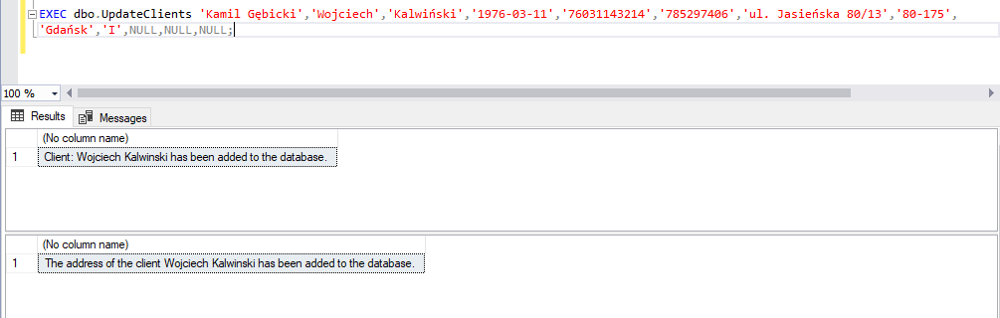 EXEC dbo.UpdateClients 'Kamil Gębicki','Wojciech','Kalwiński','1976-03-11','76031143214','785297406','ul. Jasieńska 80/13','80-175',
'Gdańsk','I',NULL,NULL,NULL;
100 %
Results Messages
(No column name)
1 Client: Wojciech Kalwinski has been added to the database.
(No column name)
1 The address of the client Wojciech Kalwinski has been added to the database.